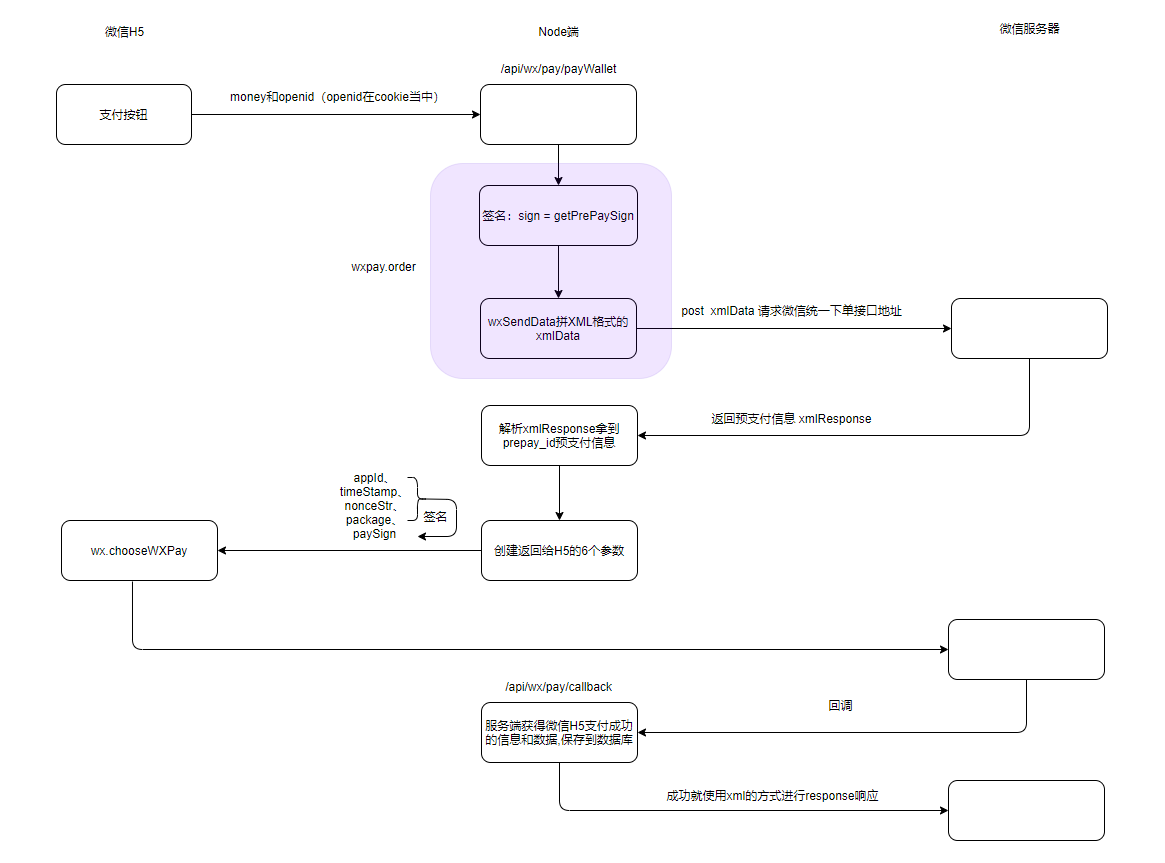 微信H5
Node端
微信服务器
/api/wx/pay/payWallet
支付按钮
money和openid（openid在cookie当中）
签名：sign = getPrePaySign
wxpay.order
wxSendData拼XML格式的
xmlData
post  xmlData 请求微信统一下单接口地址
返回预支付信息 xmlResponse
解析xmlResponse拿到
prepay_id预支付信息
appId、
timeStamp、
nonceStr、
package、
paySign
签名
wx.chooseWXPay
创建返回给H5的6个参数
/api/wx/pay/callback
服务端获得微信H5支付成功
的信息和数据,保存到数据库
回调
成功就使用xml的方式进行response响应